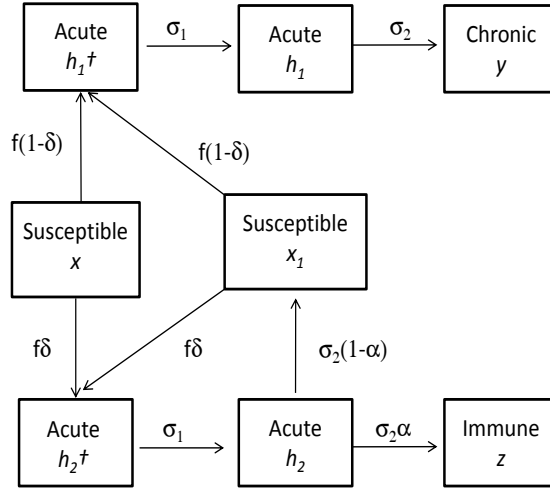 Acute
h₁†
σ₁
Acute
h₁
σ₂
Chronic
y
f(1-δ)
f(1-δ)
Susceptible
x
Susceptible
x₁
fδ
fδ
σ₂(1-α)
Acute
h₂†
σ₁
Acute
h₂
σ₂α
Immune
z